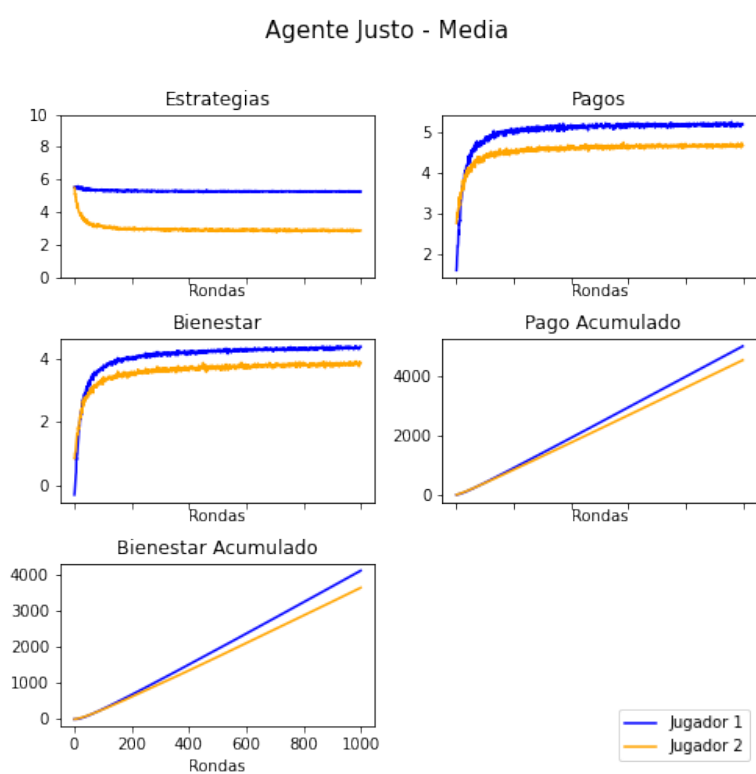 Agente Justo - Media
Estrategias
10
8
6
4
2
0
Rondas
Pagos
5
4
3
2
Rondas
Bienestar
4
2
0
Rondas
Pago Acumulado
4000
2000
0
Rondas
Bienestar Acumulado
4000
3000
2000
1000
0
0 200 400 600 800 1000
Rondas
Jugador 1
Jugador 2